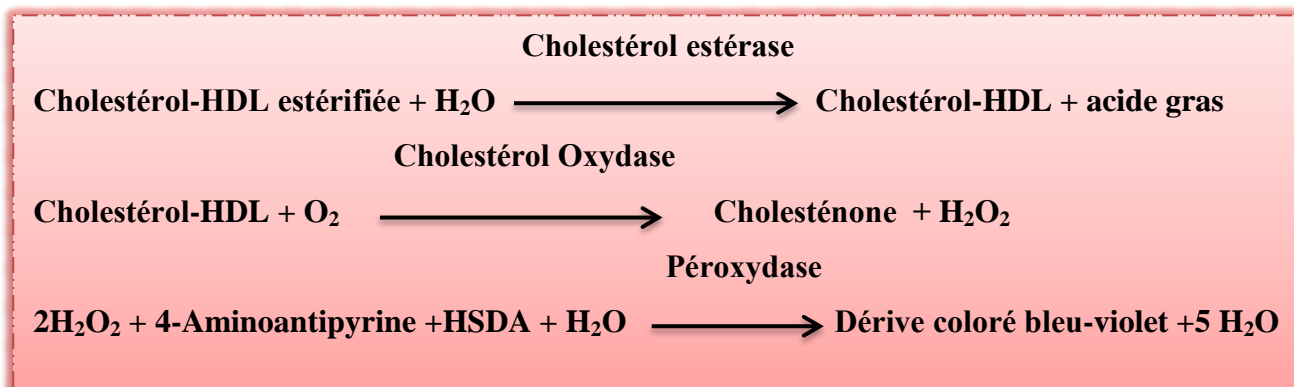 Cholestérol estérase
Cholestérol-HDL estérifiée + H₂O ⟶ Cholestérol-HDL + acide gras
Cholestérol Oxydase
Cholestérol-HDL + O₂ ⟶ Cholesténone + H₂O₂
Péroxydase
2H₂O₂ + 4-Aminoantipyrine +HSDA + H₂O ⟶ Dérive coloré bleu-violet +5 H₂O